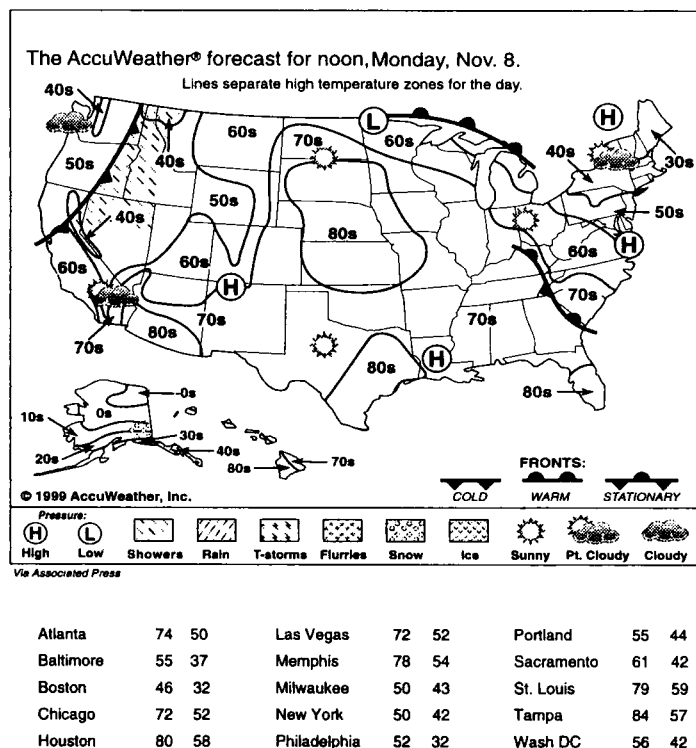 The AccuWeather® forecast for noon, Monday, Nov. 8.
Lines separate high temperature zones for the day.
40s
50s
40s
60s
70s
L
60s
H
40s
30s
50s
40s
50s
60s
80s
60s
H
60s
H
70s
70s
80s
70s
70s
80s
H
80s
-0s
0s
10s
20s
30s
40s
80s
70s
FRONTS:
COLD WARM STATIONARY
© 1999 AccuWeather, Inc.
Pressure:
H L
High Low Showers Rain T-storms Flurries Snow Ice Sunny Pt. Cloudy Cloudy
Via Associated Press
Atlanta 74 50 Las Vegas 72 52 Portland 55 44
Baltimore 55 37 Memphis 78 54 Sacramento 61 42
Boston 46 32 Milwaukee 50 43 St. Louis 79 59
Chicago 72 52 New York 50 42 Tampa 84 57
Houston 80 58 Philadelphia 52 32 Wash DC 56 42